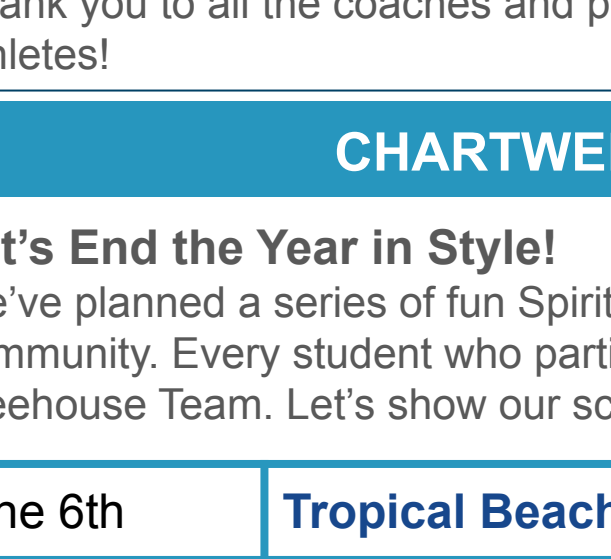 ank you to all the coaches and p
hletes!
CHARTWE
t’s End the Year in Style!
e’ve planned a series of fun Spirit
mmunity. Every student who parti
eehouse Team. Let’s show our sc
ne 6th
Tropical Beach